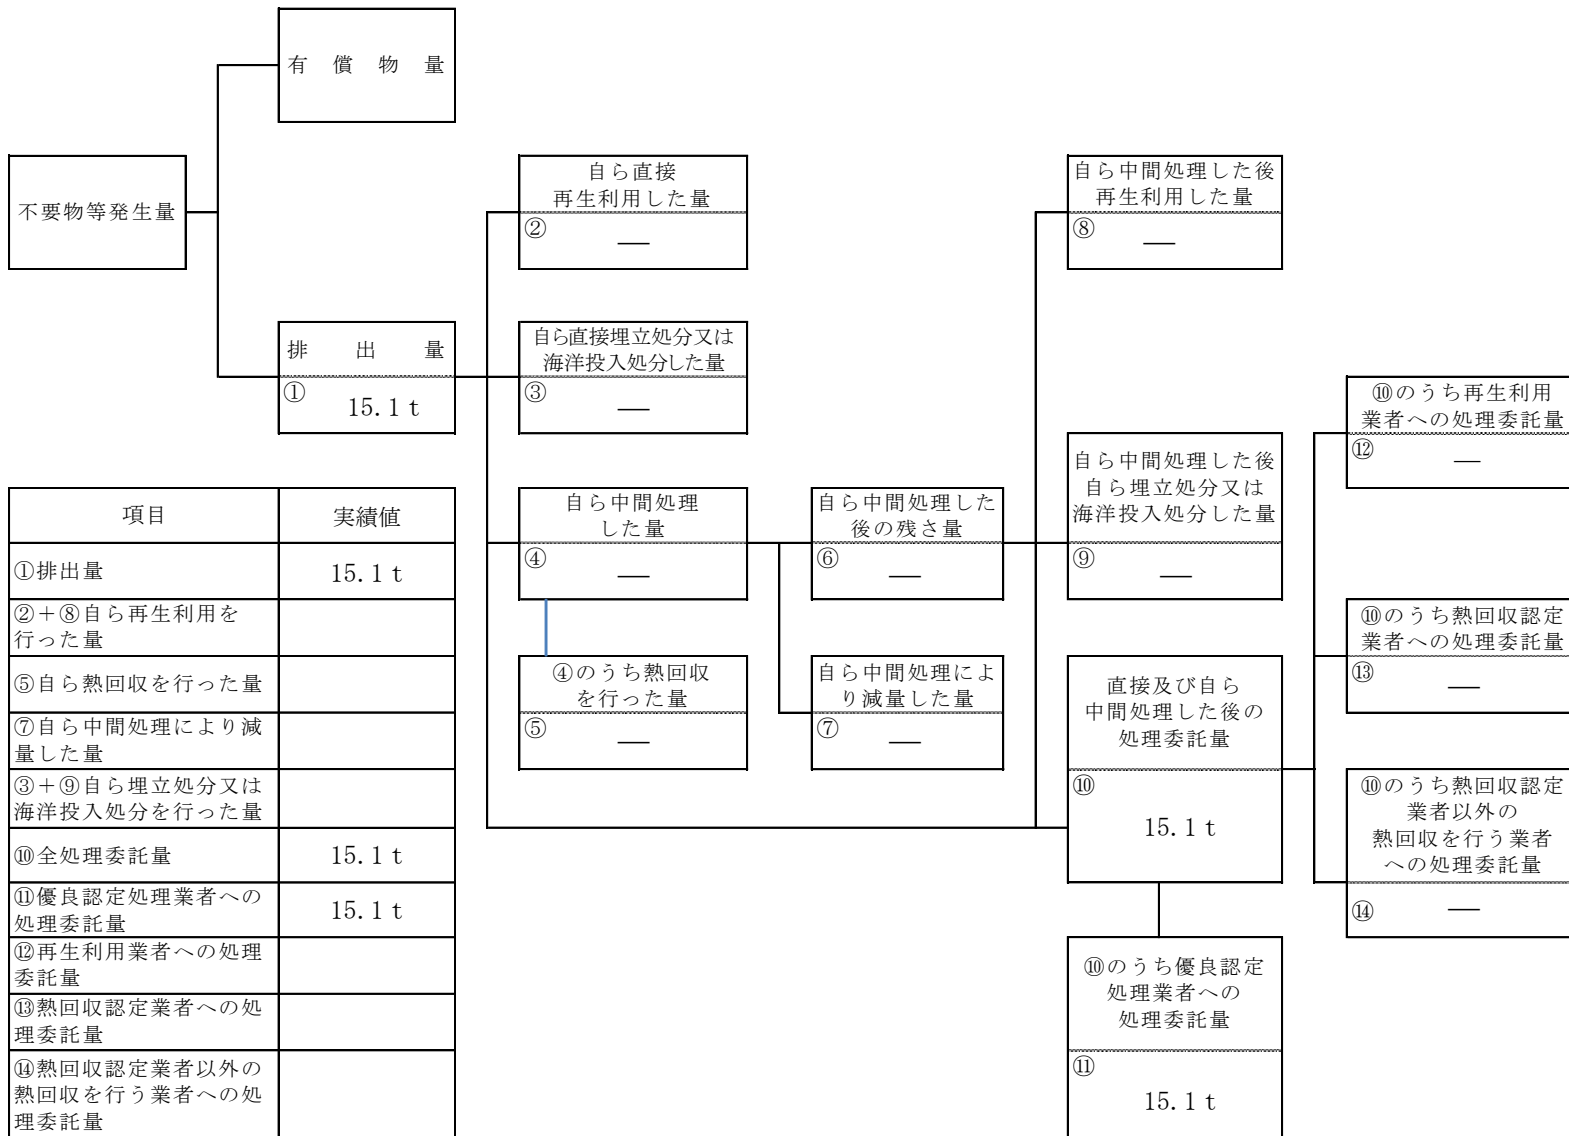 有償物量
不要物等発生量
排出量
①
15.1 t
自ら直接
再生利用した量
②
―
自ら直接埋立処分又は
海洋投入処分した量
③
―
自ら中間処理
した量
④
―
④のうち熱回収
を行った量
⑤
―
自ら中間処理した
後の残さ量
⑥
―
自ら中間処理によ
り減量した量
⑦
―
自ら中間処理した後
再生利用した量
⑧
―
自ら中間処理した後
自ら埋立処分又は
海洋投入処分した量
⑨
―
直接及び自ら
中間処理した後の
処理委託量
⑩
15.1 t
⑩のうち優良認定
処理業者への
処理委託量
⑪
15.1 t
⑩のうち再生利用
業者への処理委託量
⑫
―
⑩のうち熱回収認定
業者への処理委託量
⑬
―
⑩のうち熱回収認定
業者以外の
熱回収を行う業者
への処理委託量
⑭
―
項目 実績値
①排出量 15.1 t
②＋⑧自ら再生利用を
行った量
⑤自ら熱回収を行った量
⑦自ら中間処理により減
量した量
③＋⑨自ら埋立処分又は
海洋投入処分を行った量
⑩全処理委託量 15.1 t
⑪優良認定処理業者への
処理委託量 15.1 t
⑫再生利用業者への処理
委託量
⑬熱回収認定業者への処
理委託量
⑭熱回収認定業者以外の
熱回収を行う業者への処
理委託量